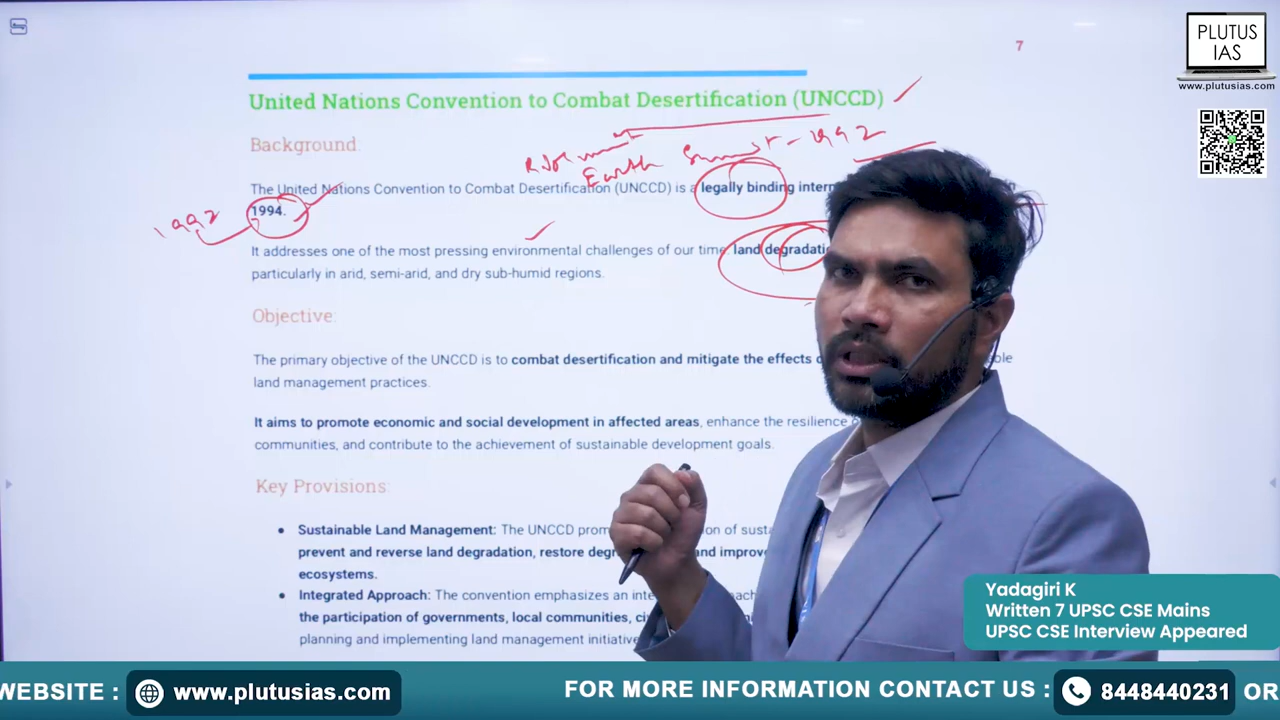 7
PLUTUS
IAS
www.plutusias.com
United Nations Convention to Combat Desertification (UNCCD)
Background
Earth Summit - 1992
The United Nations Convention to Combat Desertification (UNCCD) is a legally binding
1994.
1992
It addresses one of the most pressing environmental challenges of our time: land
particularly in arid, semi-arid, and dry sub-humid regions.
Objective:
The primary objective of the UNCCD is to combat desertification and mitigate the effects
land management practices.
It aims to promote economic and social development in affected areas, enhance the resilience
communities, and contribute to the achievement of sustainable development goals.
Key Provisions:
• Sustainable Land Management: The UNCCD of
prevent and reverse land degradation, restore and
ecosystems.
• Integrated Approach: The convention emphasizes an
the participation of governments, local communities,
planning and implementing land management
Yadagiri K
Written 7 UPSC CSE Mains
UPSC CSE Interview Appeared
WEBSITE : www.plutusias.com FOR MORE INFORMATION CONTACT US : 8448440231 OR